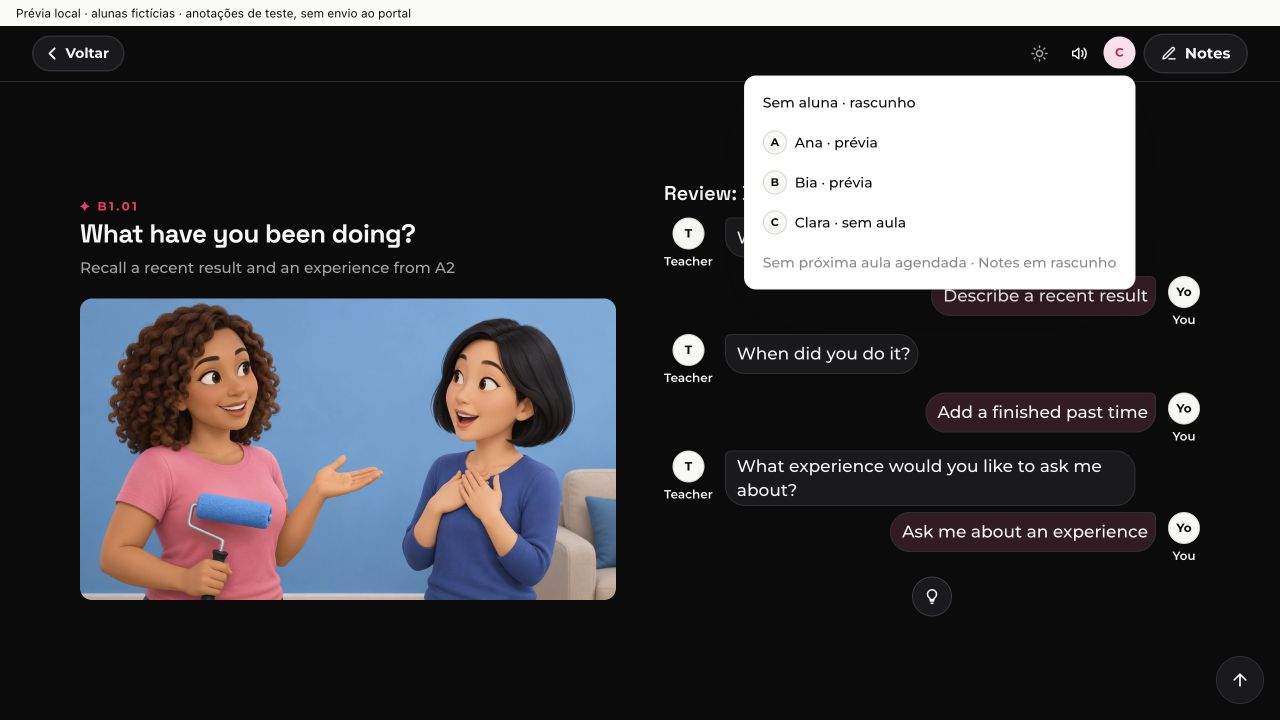 Prévia local · alunas fictícias · anotações de teste, sem envio ao portal
Voltar
C
Notes
Sem aluna · rascunho
A
Ana · prévia
B
Bia · prévia
C
Clara · sem aula
Sem próxima aula agendada · Notes em rascunho
✦ B1.01
What have you been doing?
Recall a recent result and an experience from A2
Review:
T
Teacher
Describe a recent result
Yo
You
T
Teacher
When did you do it?
Add a finished past time
Yo
You
T
Teacher
What experience would you like to ask me
about?
Ask me about an experience
Yo
You